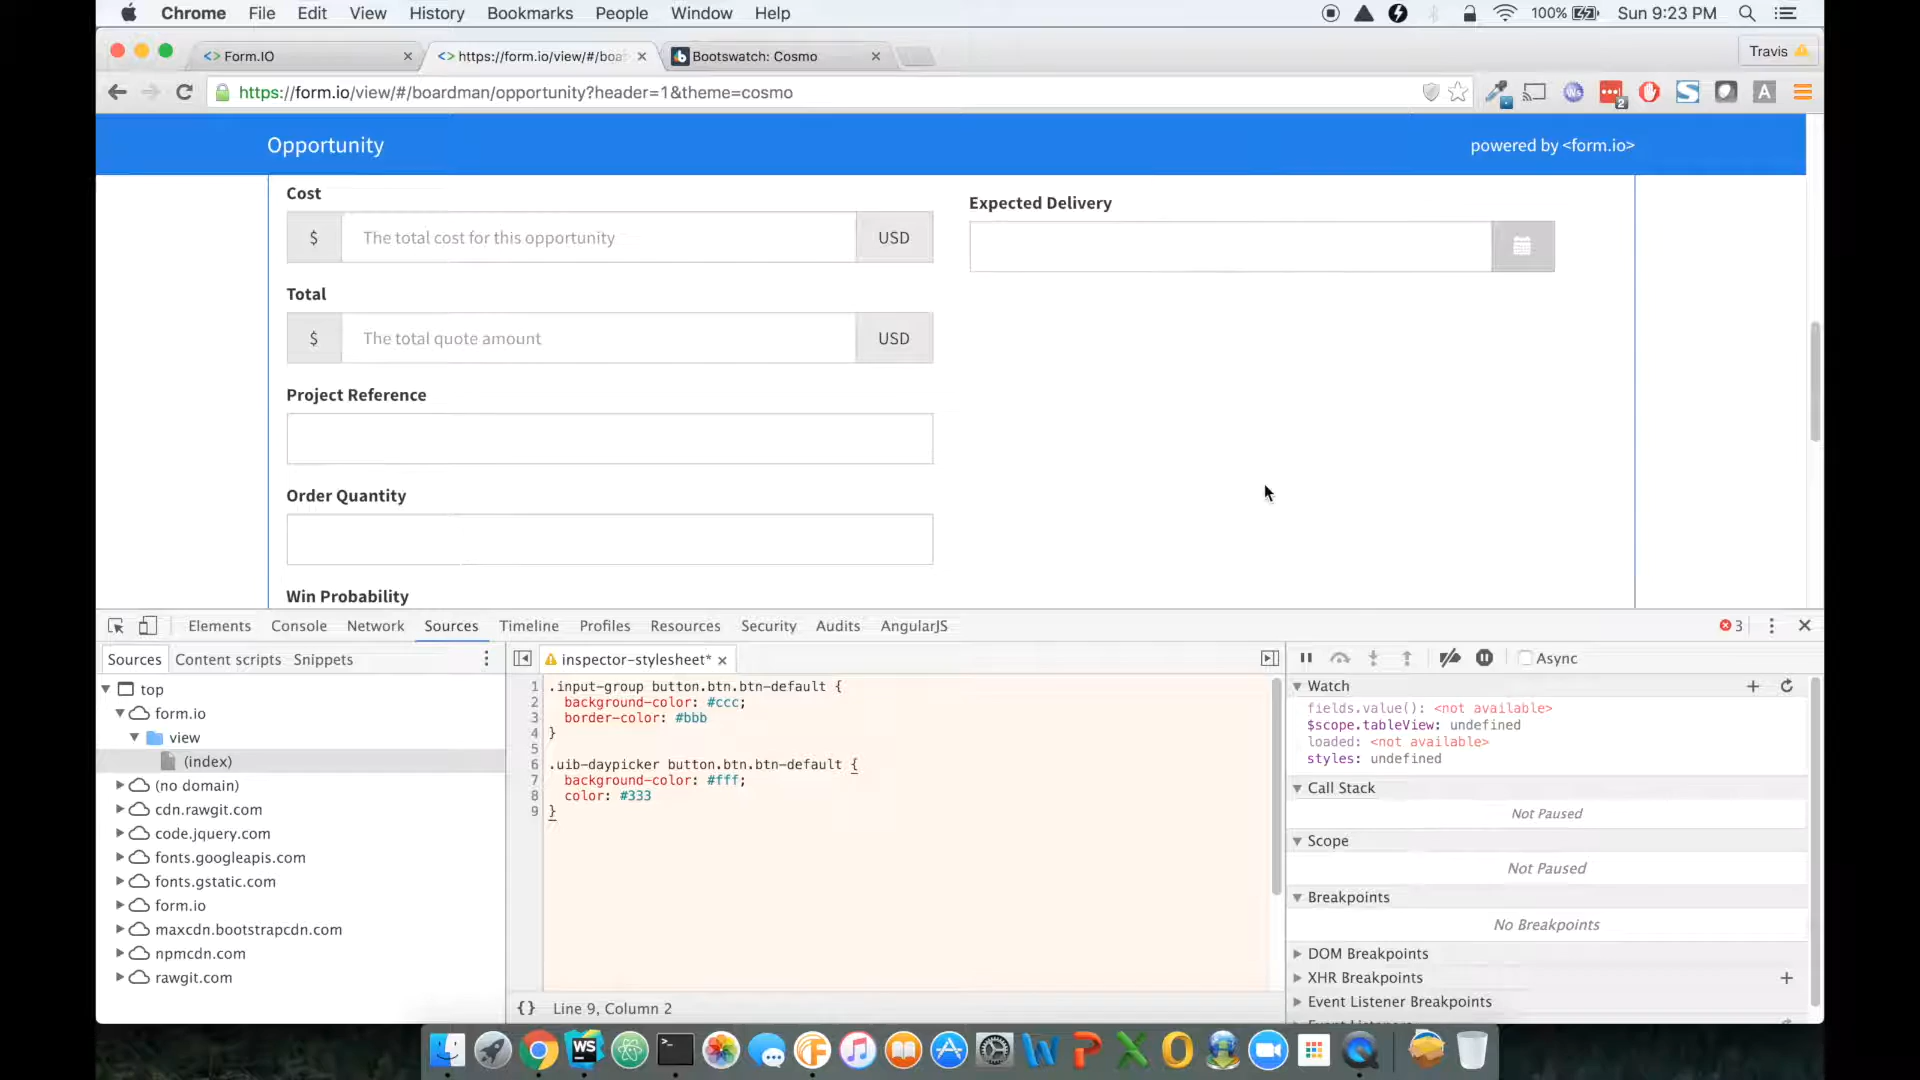 Chrome File Edit View History Bookmarks People Window Help 100% Sun 9:23 PM
<> Form.IO
<> https://form.io/view/#/boa
Bootswatch: Cosmo
Travis
https://form.io/view/#/boardman/opportunity?header=1&theme=cosmo
Opportunity
powered by <form.io>
Cost
$ The total cost for this opportunity USD
Expected Delivery
Total
$ The total quote amount USD
Project Reference
Order Quantity
Win Probability
Elements Console Network Sources Timeline Profiles Resources Security Audits AngularJS 3
Sources Content scripts Snippets
inspector-stylesheet*
Async
top
form.io
view
(index)
(no domain)
cdn.rawgit.com
code.jquery.com
fonts.googleapis.com
fonts.gstatic.com
form.io
maxcdn.bootstrapcdn.com
npmcdn.com
rawgit.com
1 .input-group button.btn.btn-default {
2 background-color: #ccc;
3 border-color: #bbb
4 }
5
6 .uib-daypicker button.btn.btn-default {
7 background-color: #fff;
8 color: #333
9 }
{} Line 9, Column 2
Watch
fields.value(): <not available>
$scope.tableView: undefined
loaded: <not available>
styles: undefined
Call Stack
Not Paused
Scope
Not Paused
Breakpoints
No Breakpoints
DOM Breakpoints
XHR Breakpoints
Event Listener Breakpoints